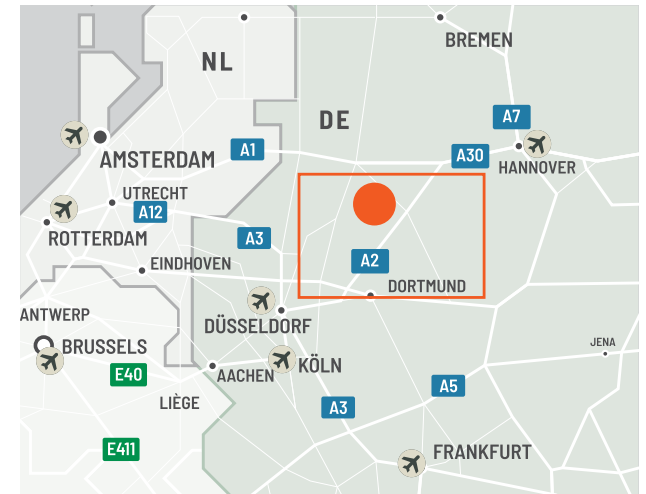 BREMEN
NL
A7
DE
A1
A30
AMSTERDAM
HANNOVER
UTRECHT
A12
ROTTERDAM
A3
A2
EINDHOVEN
DORTMUND
ANTWERP
DÜSSELDORF
BRUSSELS
JENA
KÖLN
E40
AACHEN
A5
LIÈGE
A3
E411
FRANKFURT